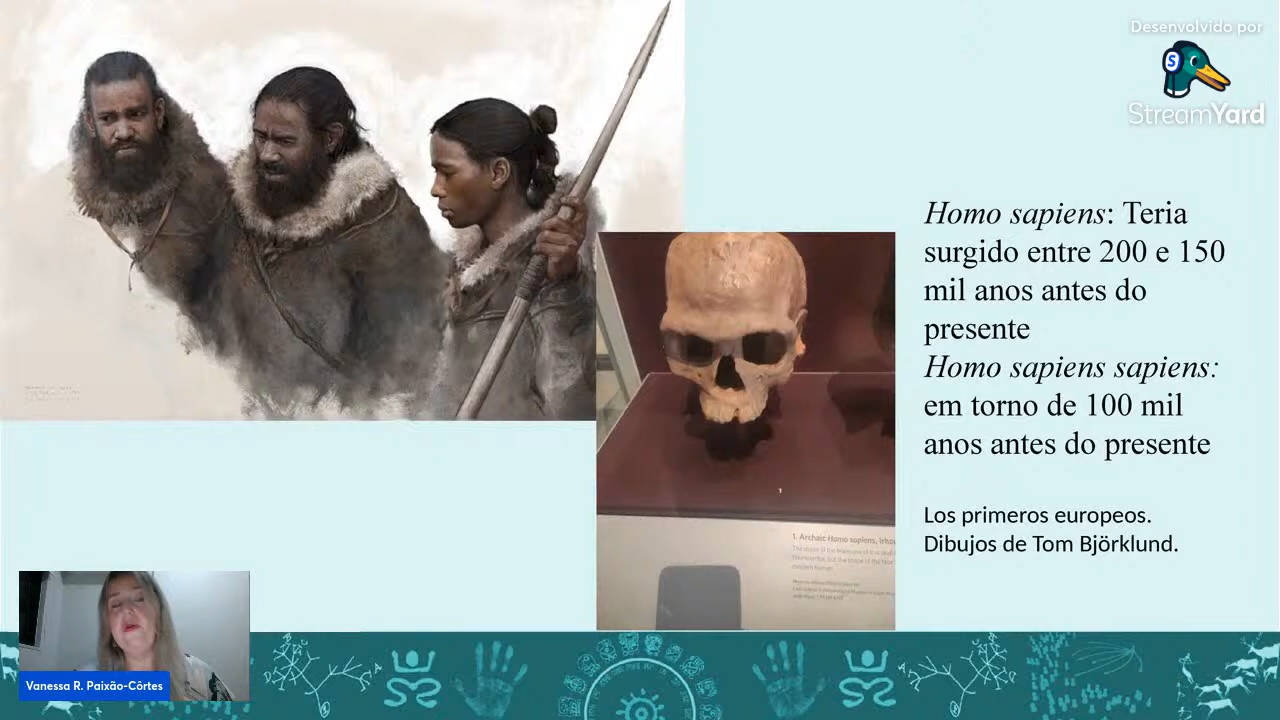 Desenvolvido por
StreamYard
Homo sapiens: Teria
surgido entre 200 e 150
mil anos antes do
presente
Homo sapiens sapiens:
em torno de 100 mil
anos antes do presente
Los primeros europeos.
Dibujos de Tom Björklund.
1. Archaic Homo sapiens,
Vanessa R. Paixão-Côrtes